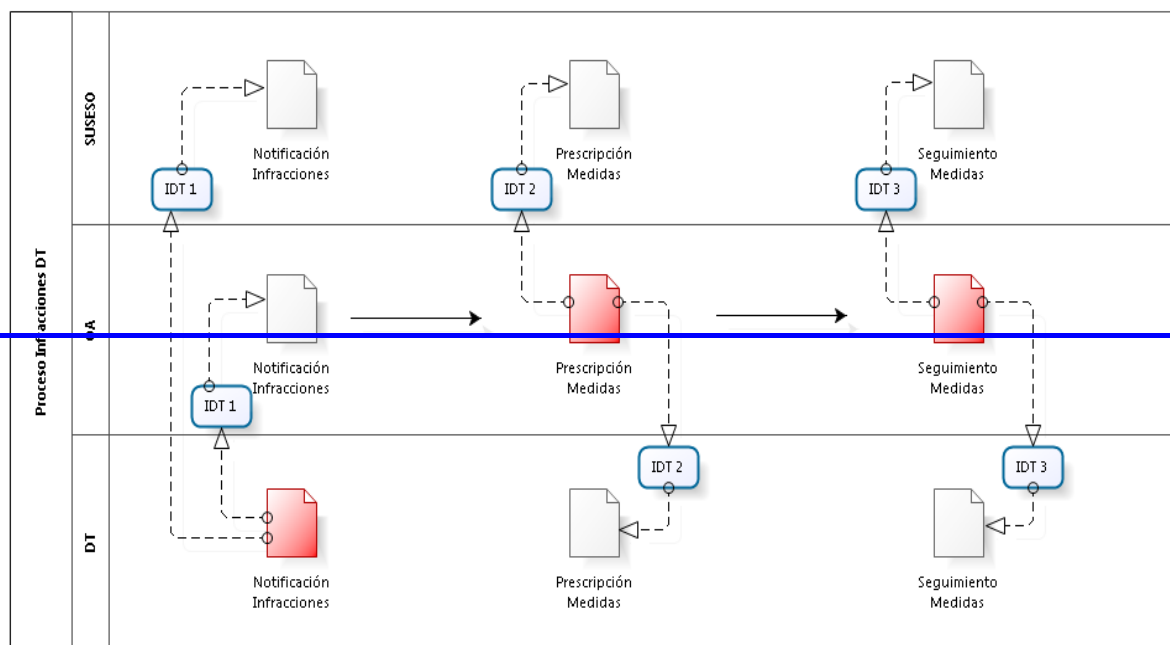 Proceso Infracciones DT
SUSESO
IDT 1
Notificación
Infracciones
IDT 2
Prescripción
Medidas
IDT 3
Seguimiento
Medidas
OA
IDT 1
Notificación
Infracciones
Prescripción
Medidas
Seguimiento
Medidas
DT
Notificación
Infracciones
IDT 2
Prescripción
Medidas
IDT 3
Seguimiento
Medidas